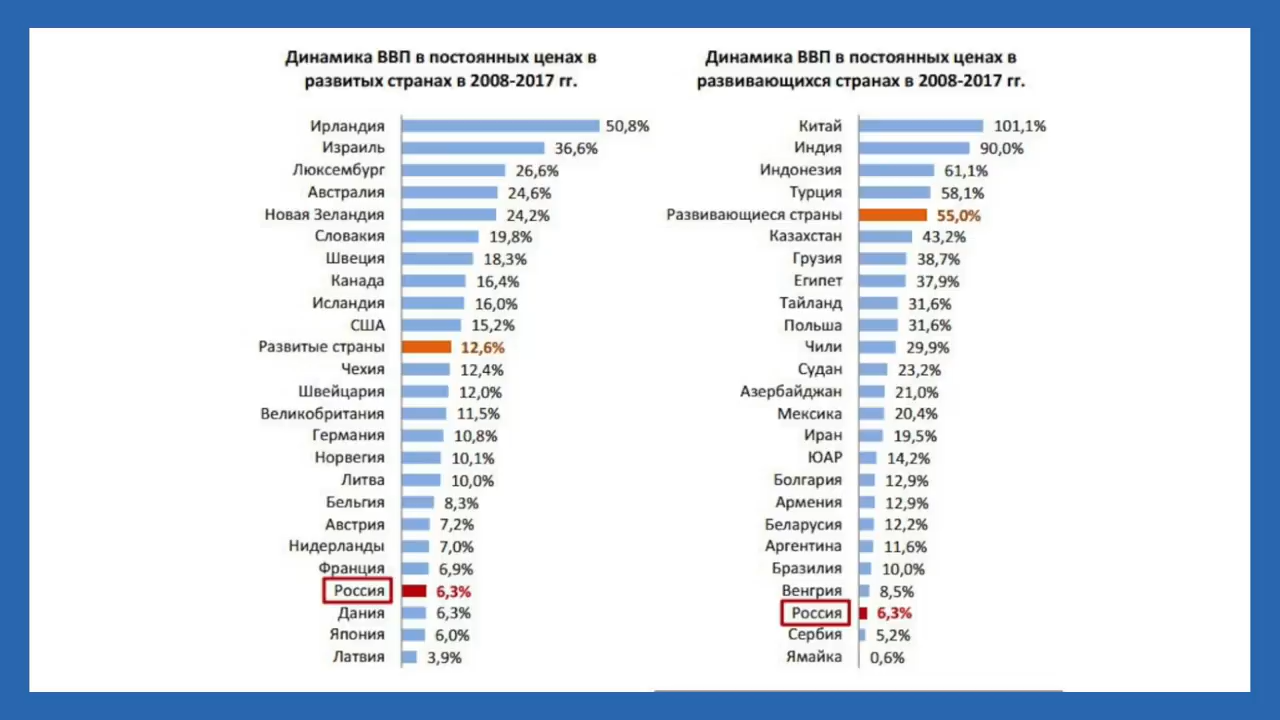 Динамика ВВП в постоянных ценах в
развитых странах в 2008-2017 гг.
Ирландия 50,8%
Израиль 36,6%
Люксембург 26,6%
Австралия 24,6%
Новая Зеландия 24,2%
Словакия 19,8%
Швеция 18,3%
Канада 16,4%
Исландия 16,0%
США 15,2%
Развитые страны 12,6%
Чехия 12,4%
Швейцария 12,0%
Великобритания 11,5%
Германия 10,8%
Норвегия 10,1%
Литва 10,0%
Бельгия 8,3%
Австрия 7,2%
Нидерланды 7,0%
Франция 6,9%
Россия 6,3%
Дания 6,3%
Япония 6,0%
Латвия 3,9%
Динамика ВВП в постоянных ценах в
развивающихся странах в 2008-2017 гг.
Китай 101,1%
Индия 90,0%
Индонезия 61,1%
Турция 58,1%
Развивающиеся страны 55,0%
Казахстан 43,2%
Грузия 38,7%
Египет 37,9%
Тайланд 31,6%
Польша 31,6%
Чили 29,9%
Судан 23,2%
Азербайджан 21,0%
Мексика 20,4%
Иран 19,5%
ЮАР 14,2%
Болгария 12,9%
Армения 12,9%
Беларусия 12,2%
Аргентина 11,6%
Бразилия 10,0%
Венгрия 8,5%
Россия 6,3%
Сербия 5,2%
Ямайка 0,6%